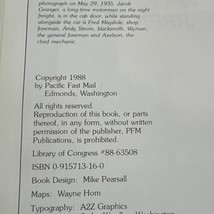 photograph on May 29, 1935. Jacob
Granger, a long-time motorman on the night
freight, is in the cab door, while standing
alongside the car is Fred Maydole, shop
foreman, Andy Strom, blacksmith, Wyman,
the general foreman and Axelson, the
chief mechanic.
Copyright 1988
by Pacific Fast Mail
Edmonds, Washington
All rights reserved.
Reproduction of this book, or parts
thereof, in any form, without written
permission of the publisher, PFM
Publications, is prohibited.
Library of Congress #88-63508
ISBN 0-915713-16-0
Book Design: Mike Pearsall
Maps: Wayne Hom
Typography: A2Z Graphics